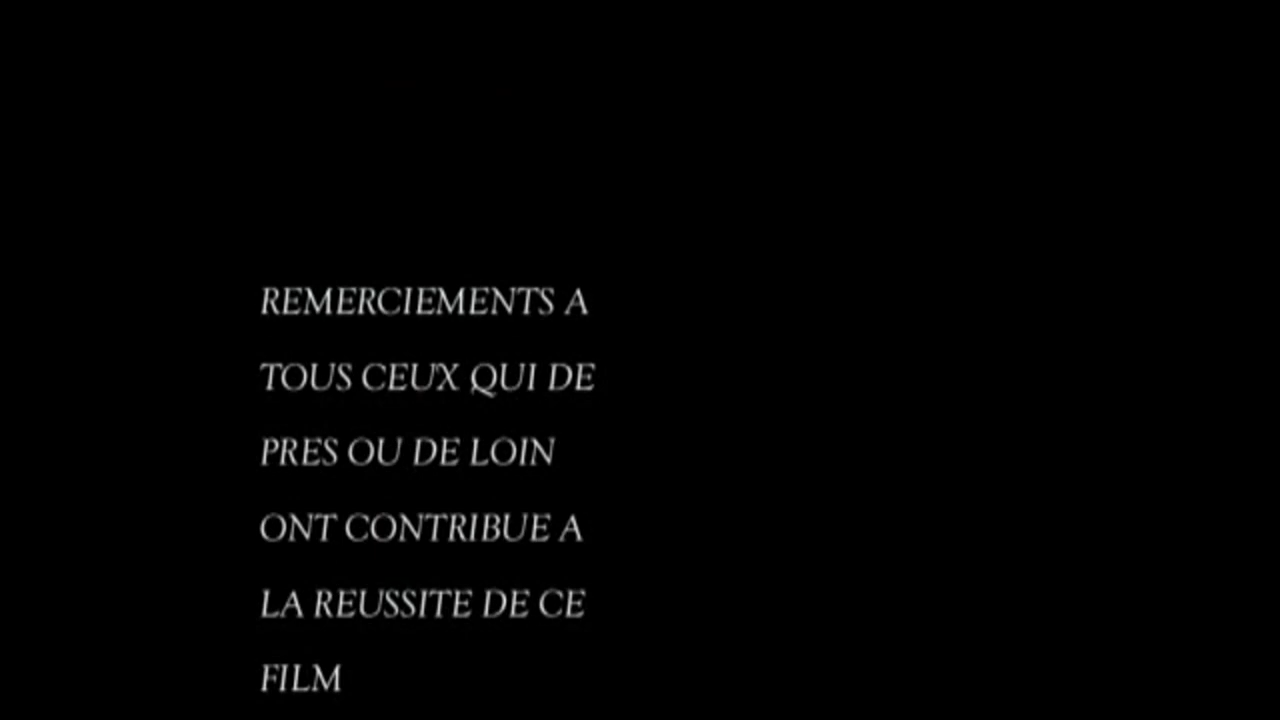 REMERCIEMENTS A
TOUS CEUX QUI DE
PRES OU DE LOIN
ONT CONTRIBUE A
LA REUSSITE DE CE
FILM